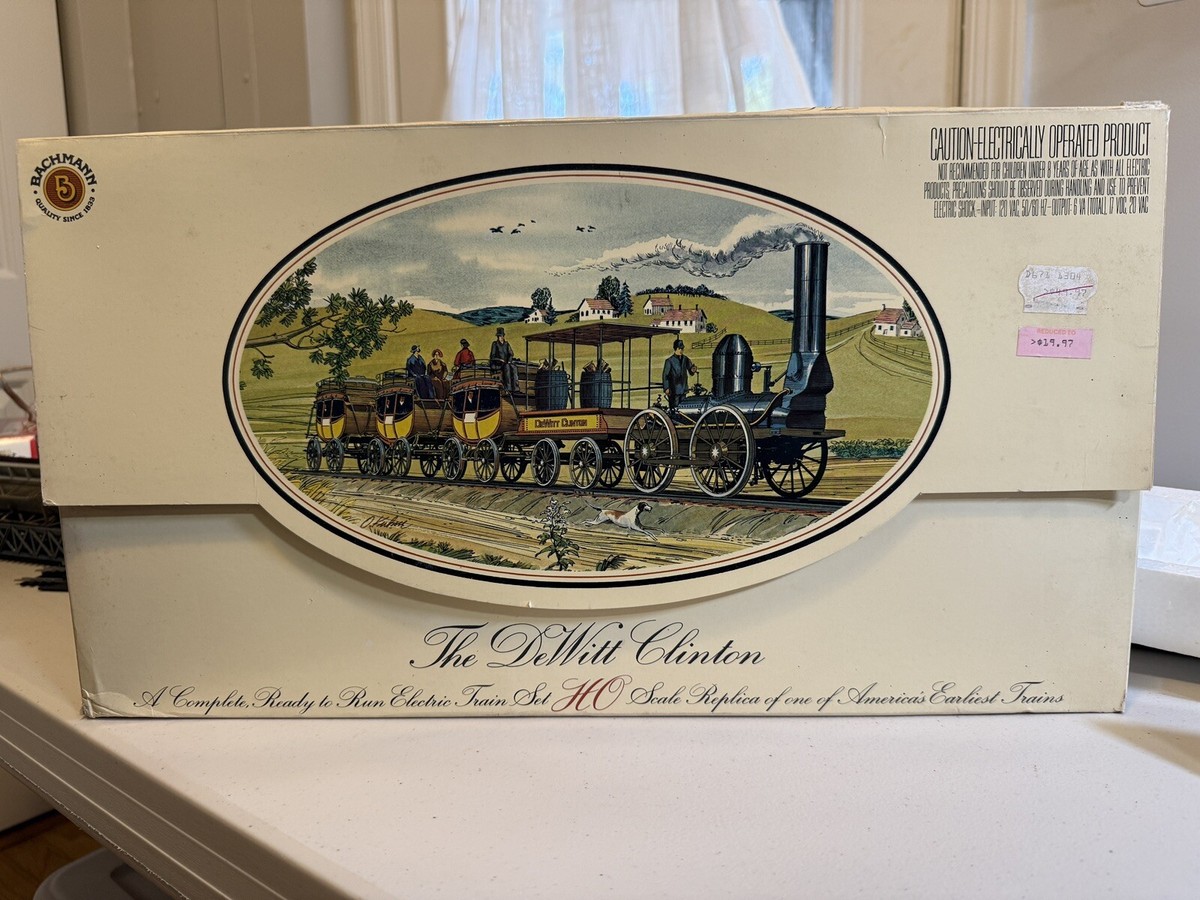 BACHMANN
B
QUALITY SINCE 1833
CAUTION-ELECTRICALLY OPERATED PRODUCT
NOT RECOMMENDED FOR CHILDREN UNDER 8 YEARS OF AGE. AS WITH ALL ELECTRIC
PRODUCTS, PRECAUTIONS SHOULD BE OBSERVED DURING HANDLING AND USE TO PREVENT
ELECTRIC SHOCK.-INPUT: 120 VAC, 50/60 HZ-OUTPUT: 6 VA (TOTAL), 17 VDC, 20 VAC
REDUCED TO
>$19.97
DEWITT CLINTON
The DeWitt Clinton
A Complete, Ready to Run Electric Train Set HO Scale Replica of one of America's Earliest Trains